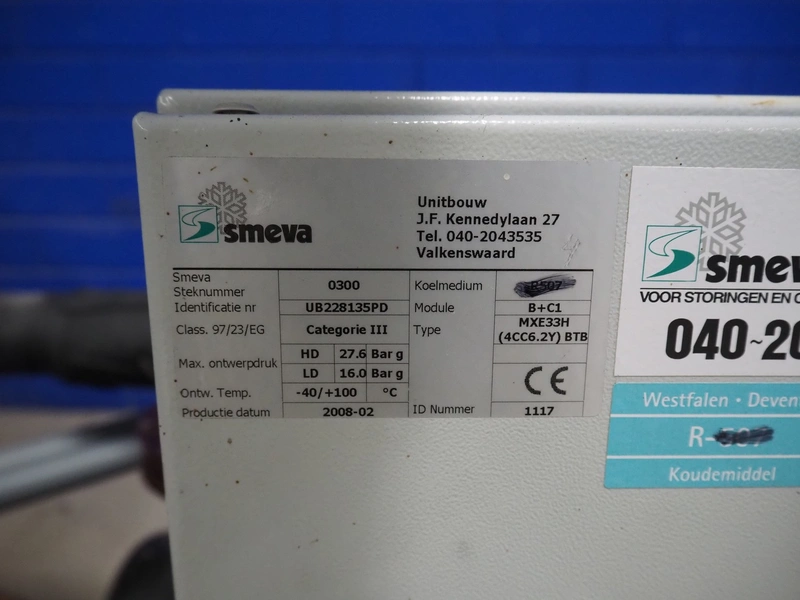 smeva
Unitbouw
J.F. Kennedylaan 27
Tel. 040-2043535
Valkenswaard
Smeva Steknummer 0300
Identificatie nr UB228135PD
Class. 97/23/EG Categorie III
Max. ontwerpdruk HD 27.6 Bar g
LD 16.0 Bar g
Ontw. Temp. -40/+100 °C
Productie datum 2008-02
Koelmedium R507
Module B+C1
Type MXE33H
(4CC6.2Y) BTB
CE
ID Nummer 1117
smev
VOOR STORINGEN EN O
040~20
Westfalen · Deven
R-507
Koudemiddel